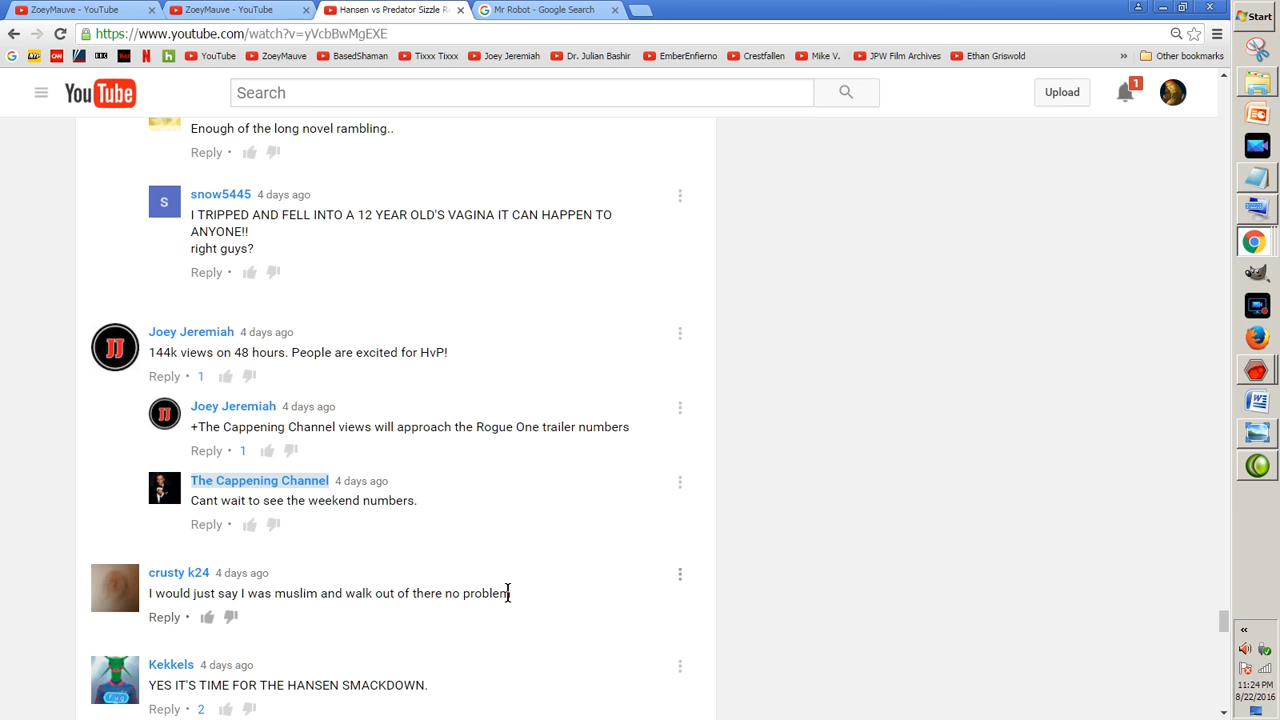 ZoeyMauve - YouTube
ZoeyMauve - YouTube
Hansen vs Predator Sizzle R
Mr Robot - Google Search
https://www.youtube.com/watch?v=yVcbBwMgEXE
YouTube
ZoeyMauve
BasedShaman
Tixxx Tixxx
Joey Jeremiah
Dr. Julian Bashir
EmberEnfierno
Crestfallen
Mike V.
JPW Film Archives
Ethan Griswold
»
Other bookmarks
YouTube
Search
Upload
1
Enough of the long novel rambling..
Reply •
S
snow5445 4 days ago
I TRIPPED AND FELL INTO A 12 YEAR OLD'S VAGINA IT CAN HAPPEN TO
ANYONE!!
right guys?
Reply •
JJ
Joey Jeremiah 4 days ago
144k views on 48 hours. People are excited for HvP!
Reply • 1
JJ
Joey Jeremiah 4 days ago
+The Cappening Channel views will approach the Rogue One trailer numbers
Reply • 1
The Cappening Channel 4 days ago
Cant wait to see the weekend numbers.
Reply •
crusty k24 4 days ago
I would just say I was muslim and walk out of there no problem
Reply •
Kekkels 4 days ago
YES IT'S TIME FOR THE HANSEN SMACKDOWN.
Reply • 2
Start
«
11:24 PM
8/22/2016